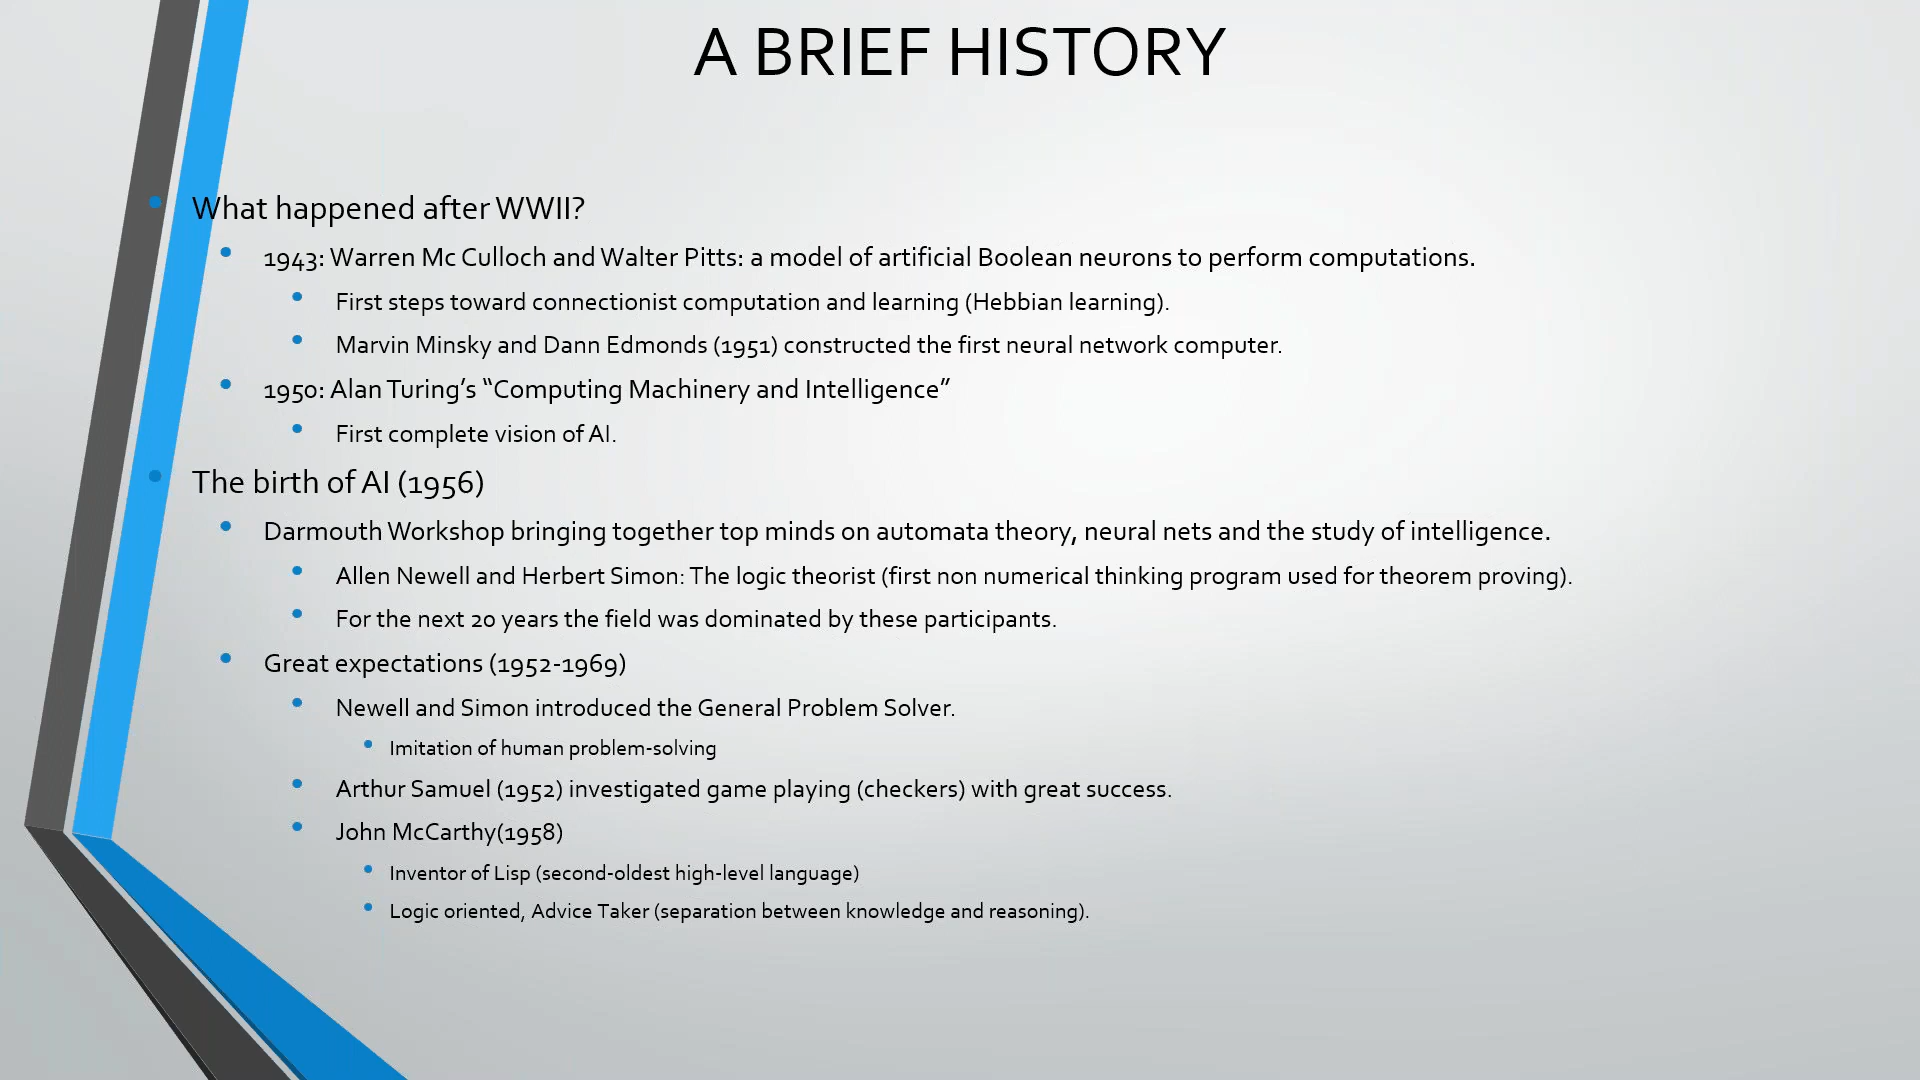 A BRIEF HISTORY
What happened after WWII?
1943: Warren Mc Culloch and Walter Pitts: a model of artificial Boolean neurons to perform computations.
First steps toward connectionist computation and learning (Hebbian learning).
Marvin Minsky and Dann Edmonds (1951) constructed the first neural network computer.
1950: Alan Turing’s “Computing Machinery and Intelligence”
First complete vision of AI.
The birth of AI (1956)
Darmouth Workshop bringing together top minds on automata theory, neural nets and the study of intelligence.
Allen Newell and Herbert Simon: The logic theorist (first non numerical thinking program used for theorem proving).
For the next 20 years the field was dominated by these participants.
Great expectations (1952-1969)
Newell and Simon introduced the General Problem Solver.
Imitation of human problem-solving
Arthur Samuel (1952) investigated game playing (checkers) with great success.
John McCarthy(1958)
Inventor of Lisp (second-oldest high-level language)
Logic oriented, Advice Taker (separation between knowledge and reasoning).